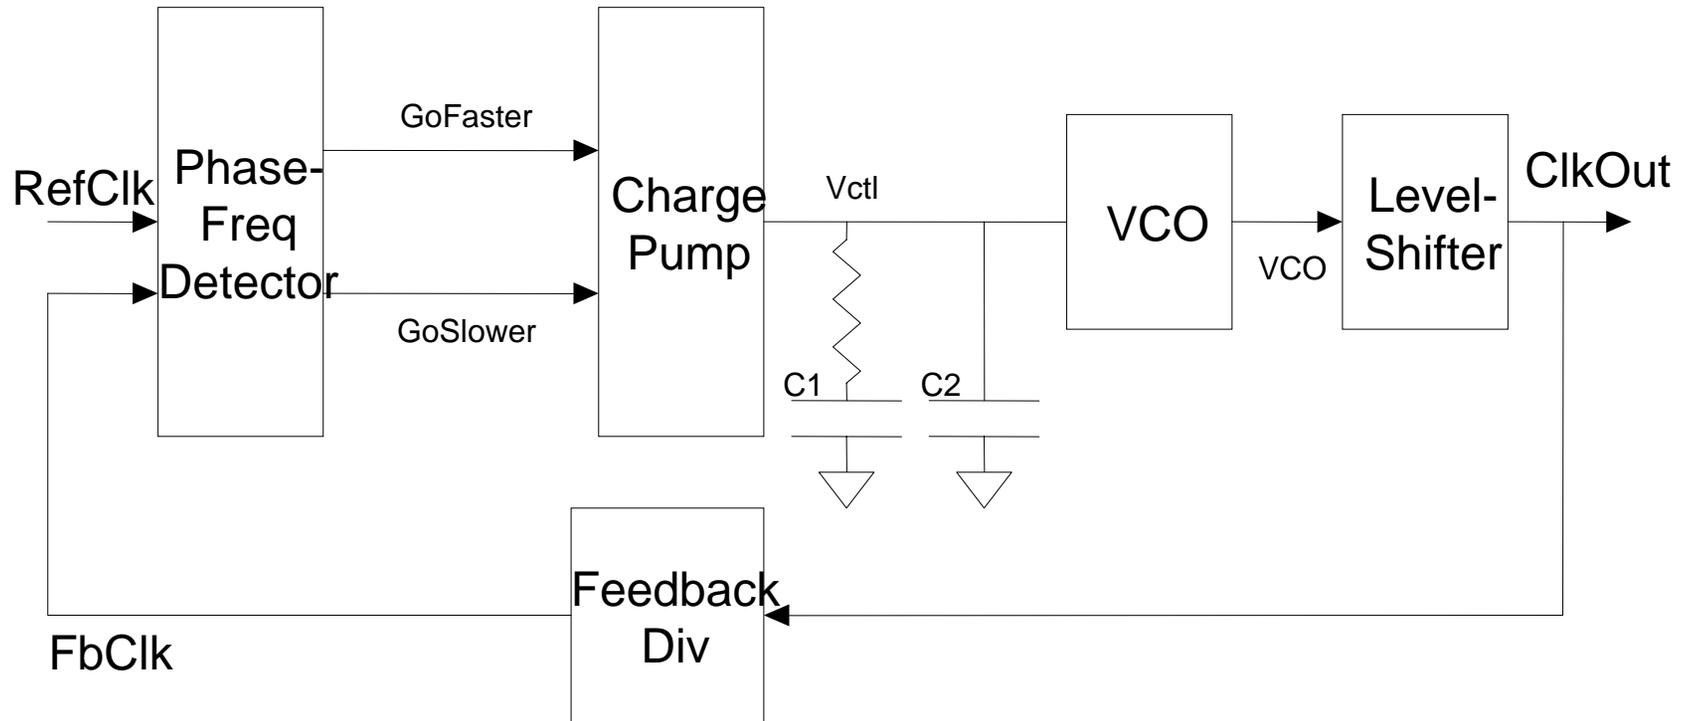 GoFaster
RefClk
Phase-
Freq
Detector
GoSlower
Charge
Pump
Vctl
C1
C2
VCO
VCO
Level-
Shifter
ClkOut
Feedback
Div
FbClk